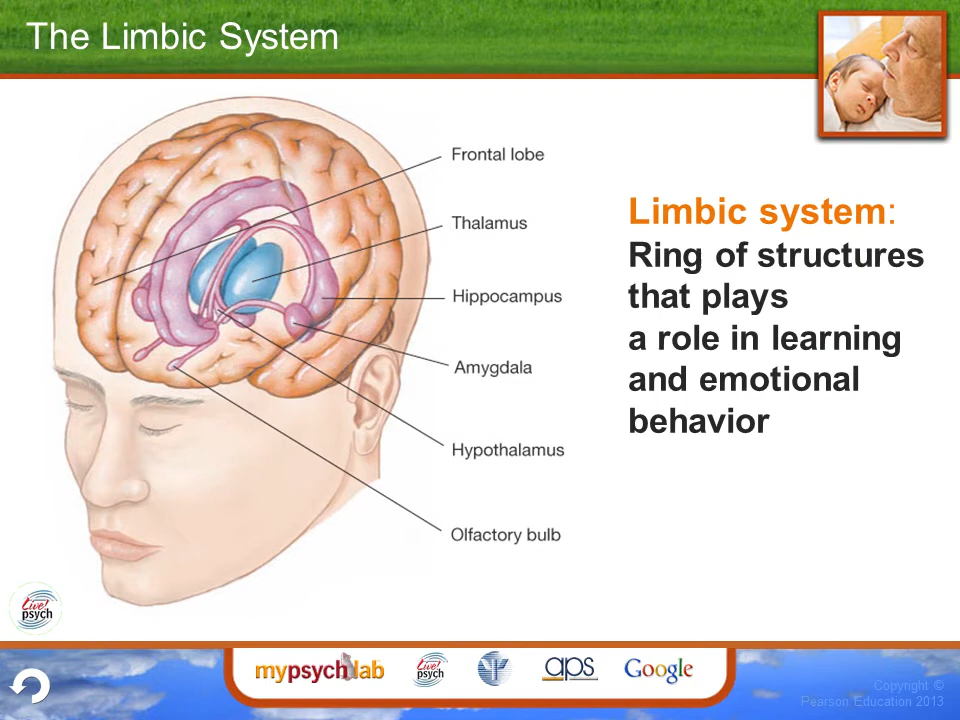 The Limbic System
Frontal lobe
Thalamus
Hippocampus
Amygdala
Hypothalamus
Olfactory bulb
Limbic system:
Ring of structures
that plays
a role in learning
and emotional
behavior
Live!
psych
mypsychlab
Live!
psych
aps
Google
Copyright ©
Pearson Education 2013